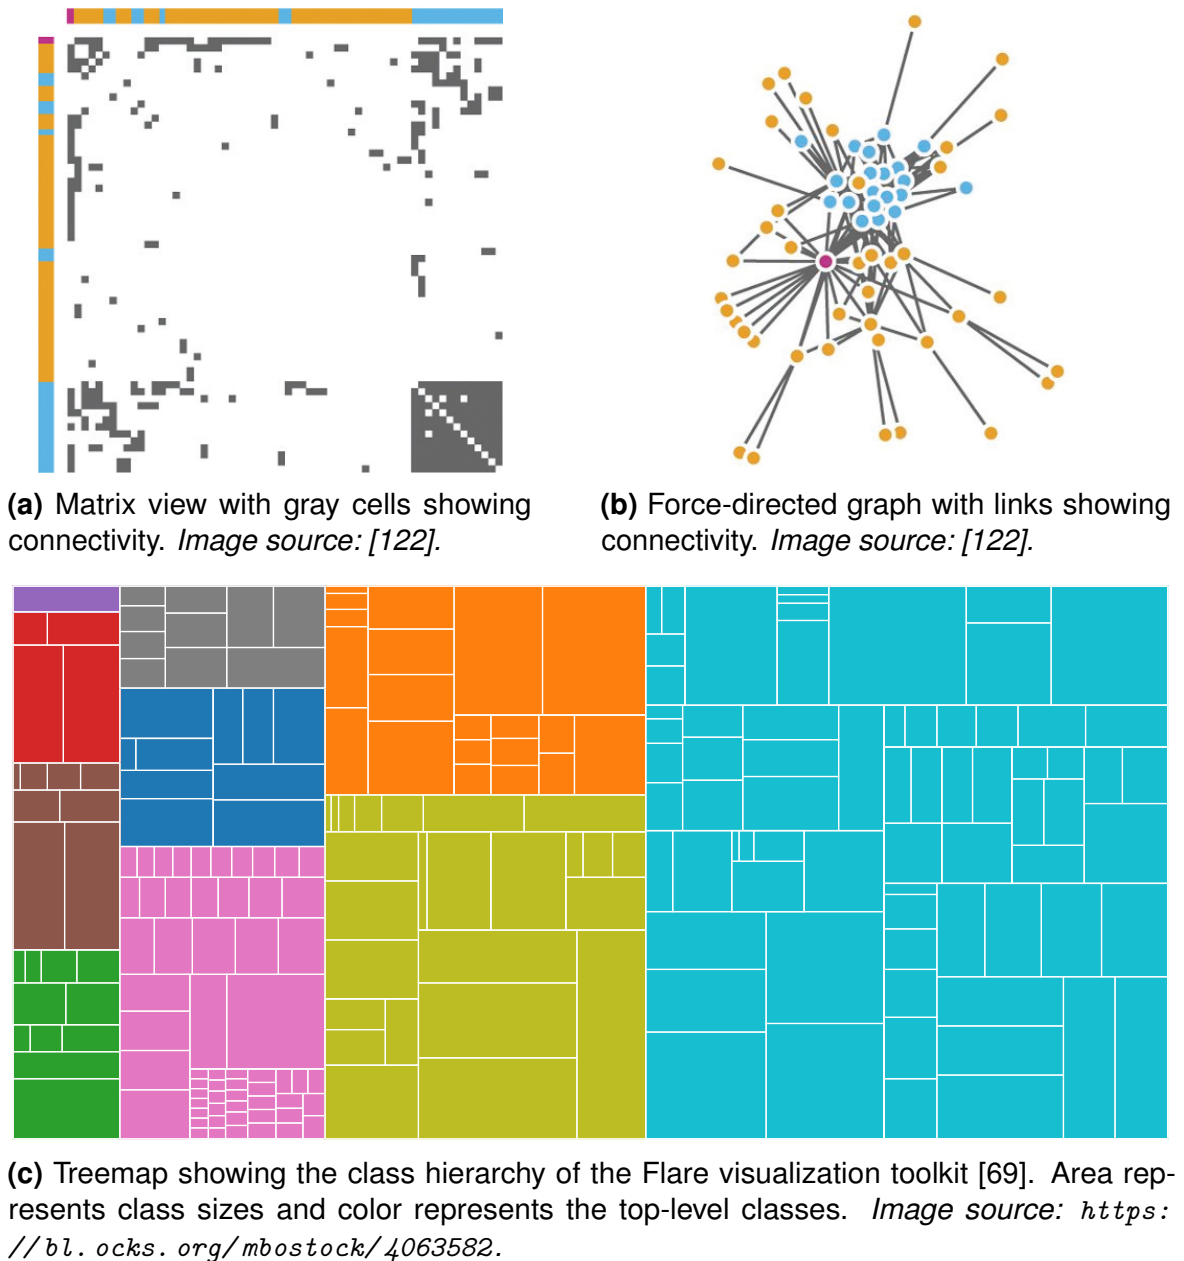 (a) Matrix view with gray cells showing
connectivity. Image source: [122].
(b) Force-directed graph with links showing
connectivity. Image source: [122].
(c) Treemap showing the class hierarchy of the Flare visualization toolkit [69]. Area rep-
resents class sizes and color represents the top-level classes. Image source: https:
//bl.ocks.org/mbostock/4063582.